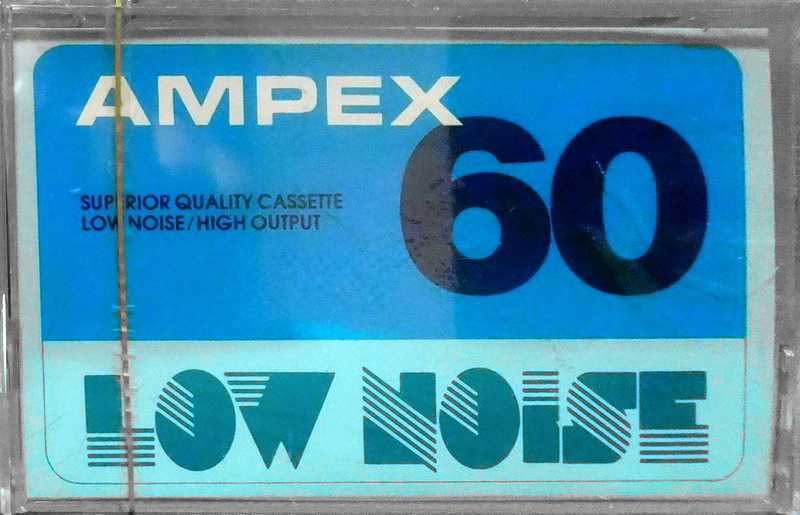 AMPEX
60
SUPERIOR QUALITY CASSETTE
LOW NOISE/HIGH OUTPUT
LOW NOISE